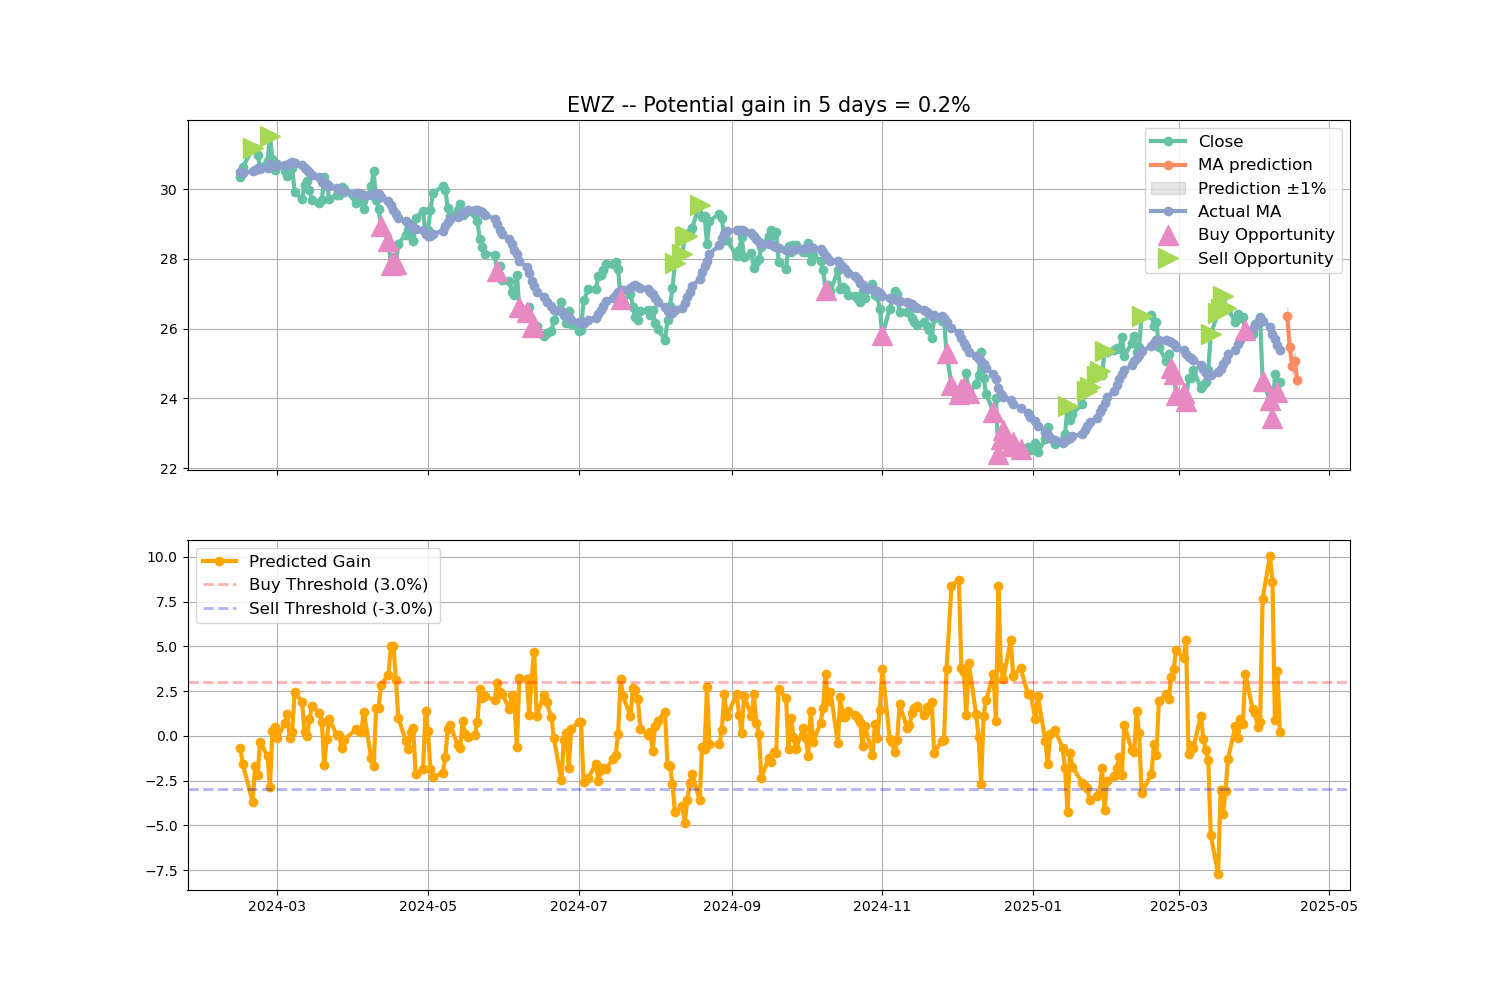 EWZ -- Potential gain in 5 days = 0.2%
Close
MA prediction
Prediction ±1%
Actual MA
Buy Opportunity
Sell Opportunity
30
28
26
24
22
Predicted Gain
Buy Threshold (3.0%)
Sell Threshold (-3.0%)
10.0
7.5
5.0
2.5
0.0
−2.5
−5.0
−7.5
2024-03 2024-05 2024-07 2024-09 2024-11 2025-01 2025-03 2025-05